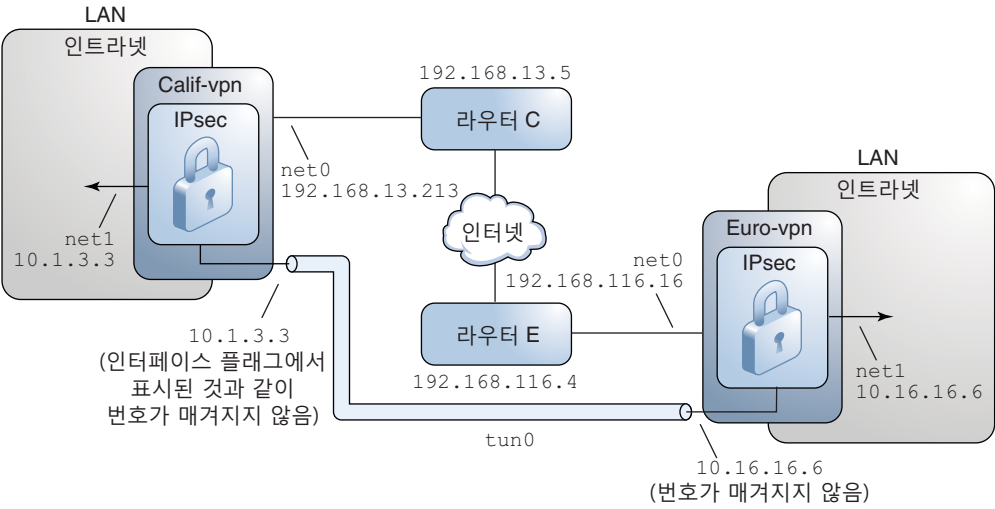 LAN
인트라넷
Calif-vpn
IPsec
192.168.13.5
라우터 C
net0
192.168.13.213
net1
10.1.3.3
인터넷
LAN
인트라넷
Euro-vpn
IPsec
net0
192.168.116.16
라우터 E
192.168.116.4
net1
10.16.16.6
10.1.3.3
(인터페이스 플래그에서
표시된 것과 같이
번호가 매겨지지 않음)
tun0
10.16.16.6
(번호가 매겨지지 않음)